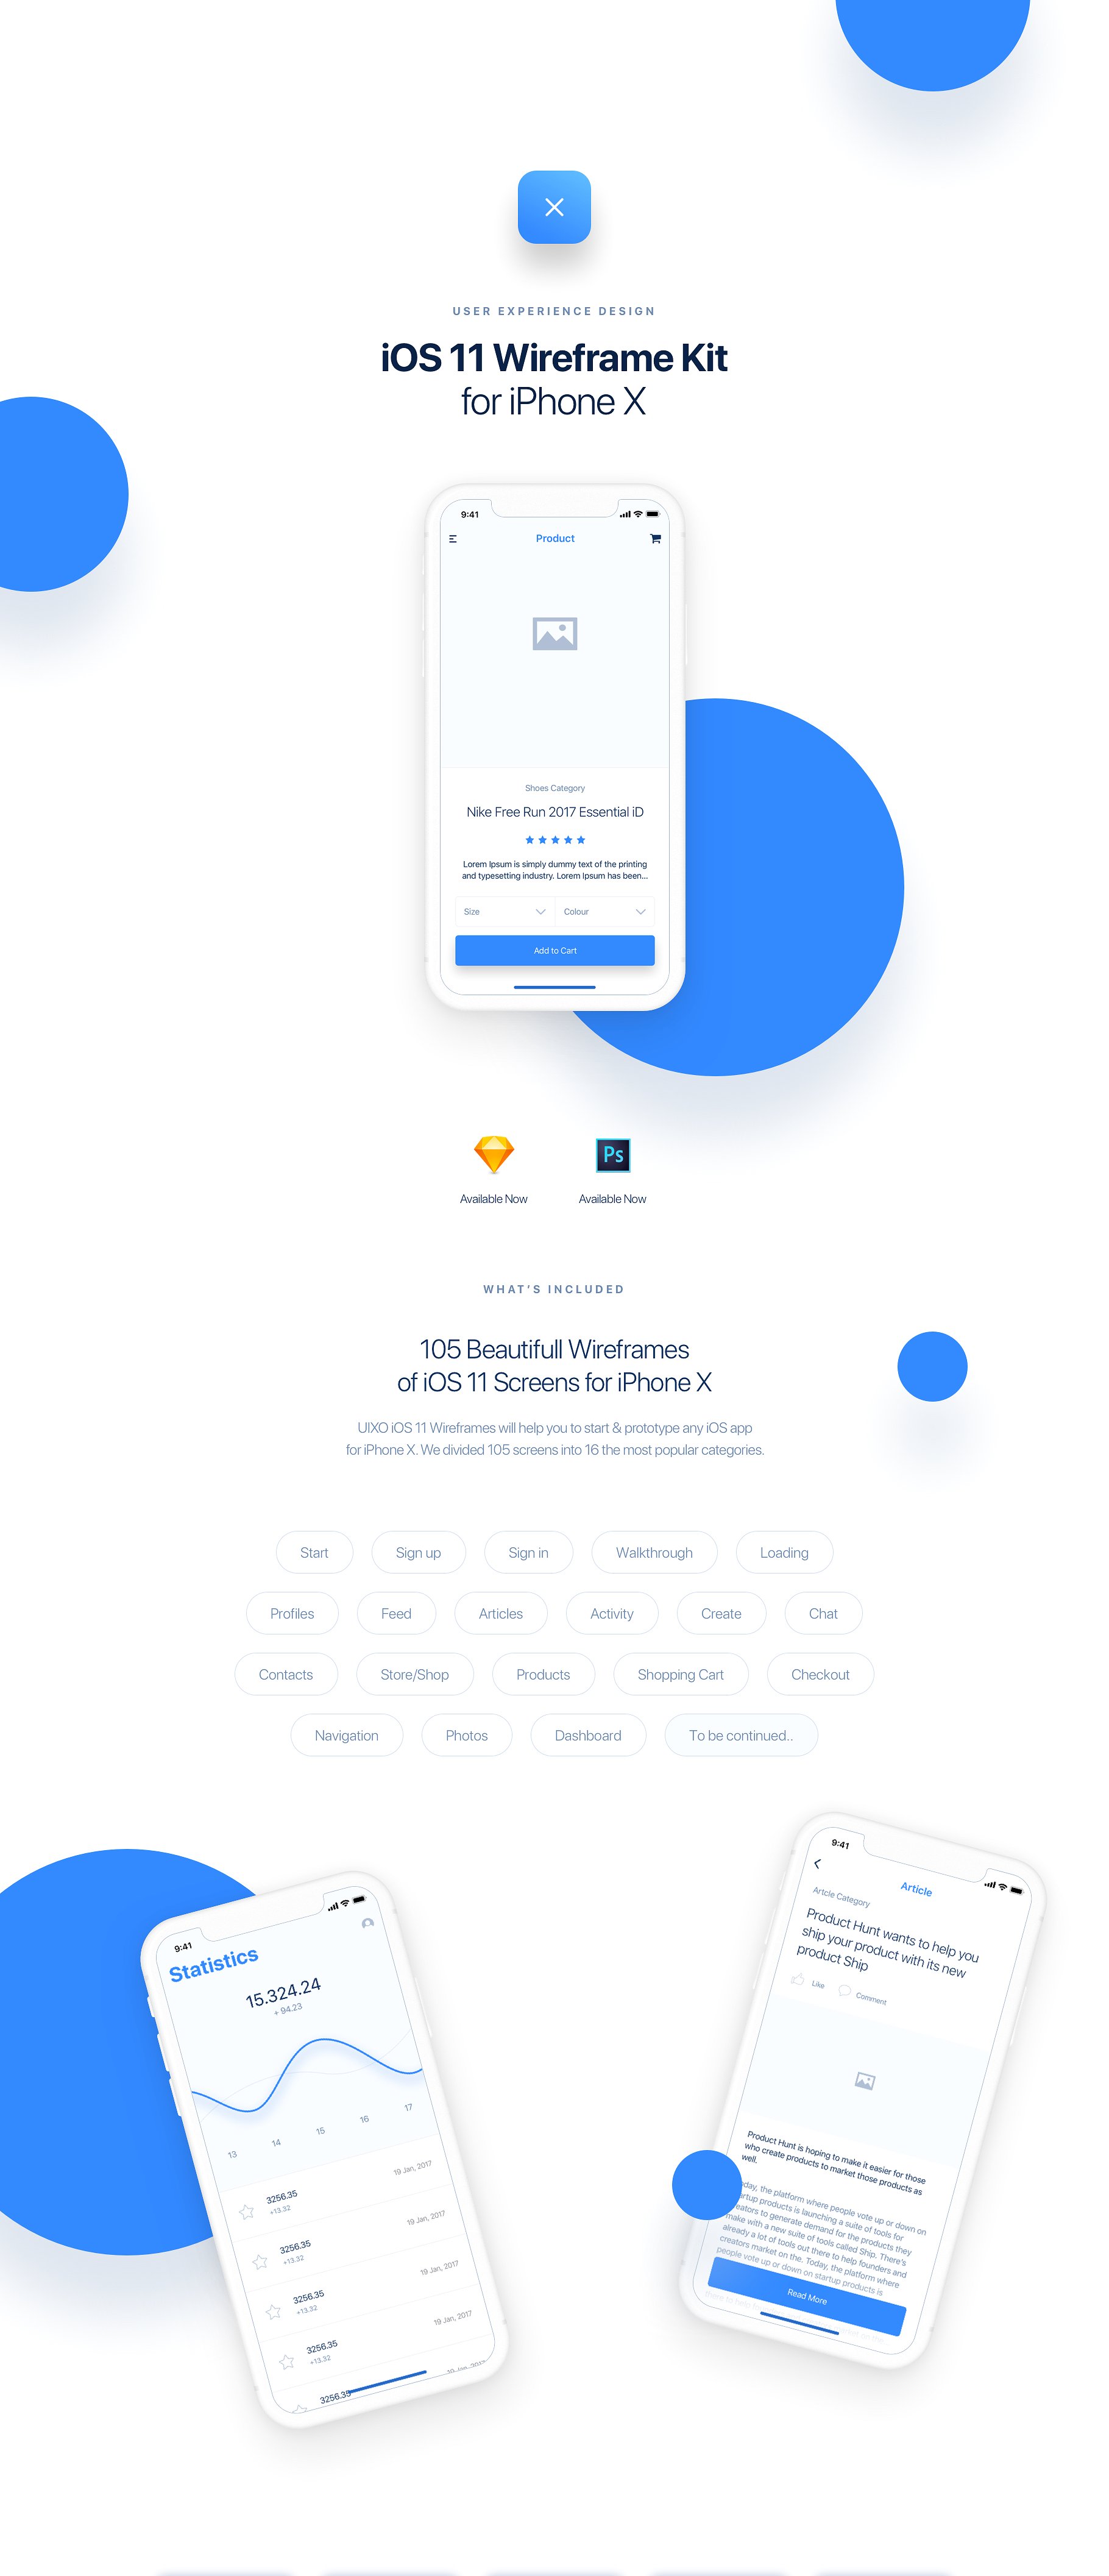 USER EXPERIENCE DESIGN
iOS 11 Wireframe Kit
for iPhone X
9:41
Product
Shoes Category
Nike Free Run 2017 Essential iD
Lorem Ipsum is simply dummy text of the printing
and typesetting industry. Lorem Ipsum has been...
Size
Colour
Add to Cart
Ps
Available Now
Available Now
WHAT'S INCLUDED
105 Beautifull Wireframes
of iOS 11 Screens for iPhone X
UIXO iOS 11 Wireframes will help you to start & prototype any iOS app
for iPhone X. We divided 105 screens into 16 the most popular categories.
Start
Sign up
Sign in
Walkthrough
Loading
Profiles
Feed
Articles
Activity
Create
Chat
Contacts
Store/Shop
Products
Shopping Cart
Checkout
Navigation
Photos
Dashboard
To be continued..
9:41
Statistics
15.324.24
+ 94.23
13
14
15
16
17
3256.35
+13.32
19 Jan, 2017
3256.35
+13.32
19 Jan, 2017
3256.35
+13.32
19 Jan, 2017
3256.35
+13.32
19 Jan, 2017
3256.35
9:41
Article
Artcle Category
Product Hunt wants to help you
ship your product with its new
product Ship
Like
Comment
Product Hunt is hoping to make it easier for those
who create products to market those products as
well.
the platform where people vote up or down on
products is launching a suite of tools for
to generate demand for the products they
make with a new suite of tools called Ship. There's
already a lot of tools out there to help founders and
creators market on the. Today, the platform where
people vote up or down on startup products is
Read More